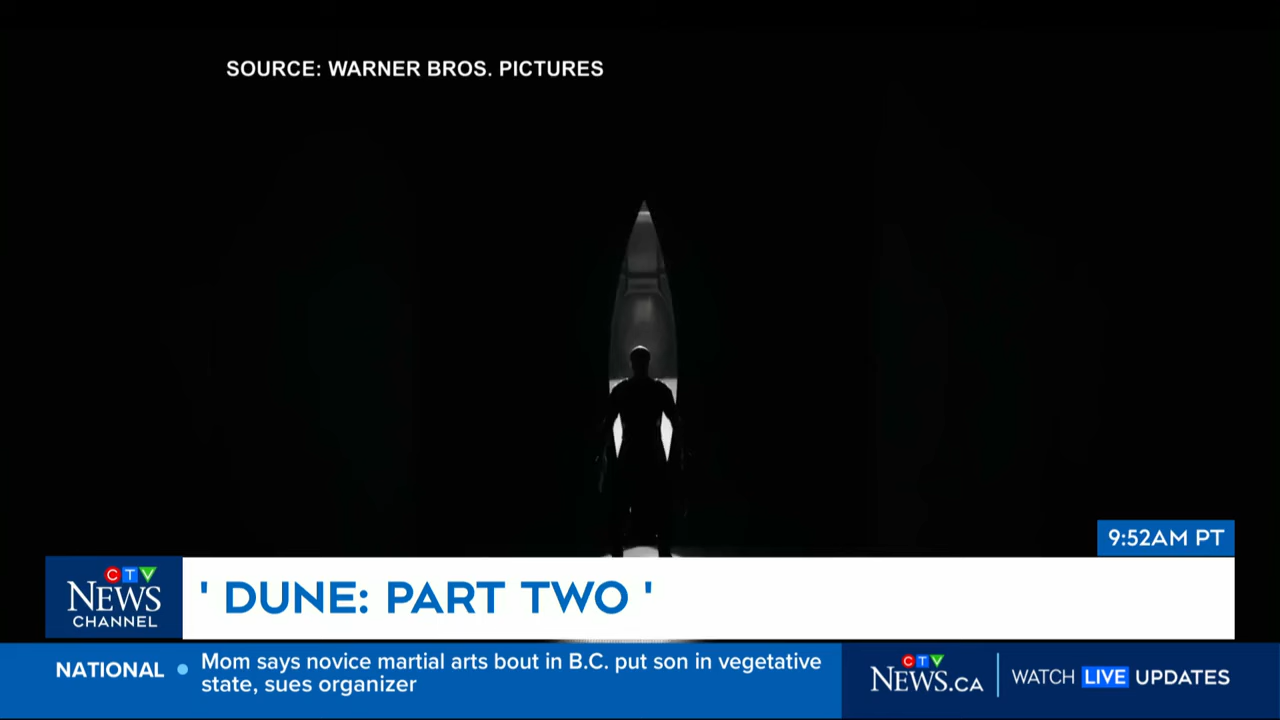 SOURCE: WARNER BROS. PICTURES
9:52AM PT
CTV
NEWS
CHANNEL
' DUNE: PART TWO '
NATIONAL
Mom says novice martial arts bout in B.C. put son in vegetative
state, sues organizer
CTV
NEWS.CA
WATCH LIVE UPDATES